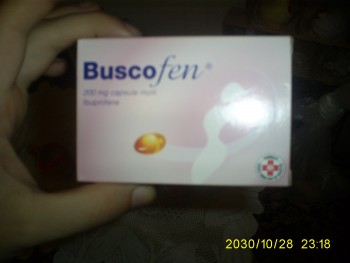 Buscofen®
200 mg capsule molli
Ibuprofene
2030/10/28 23:18